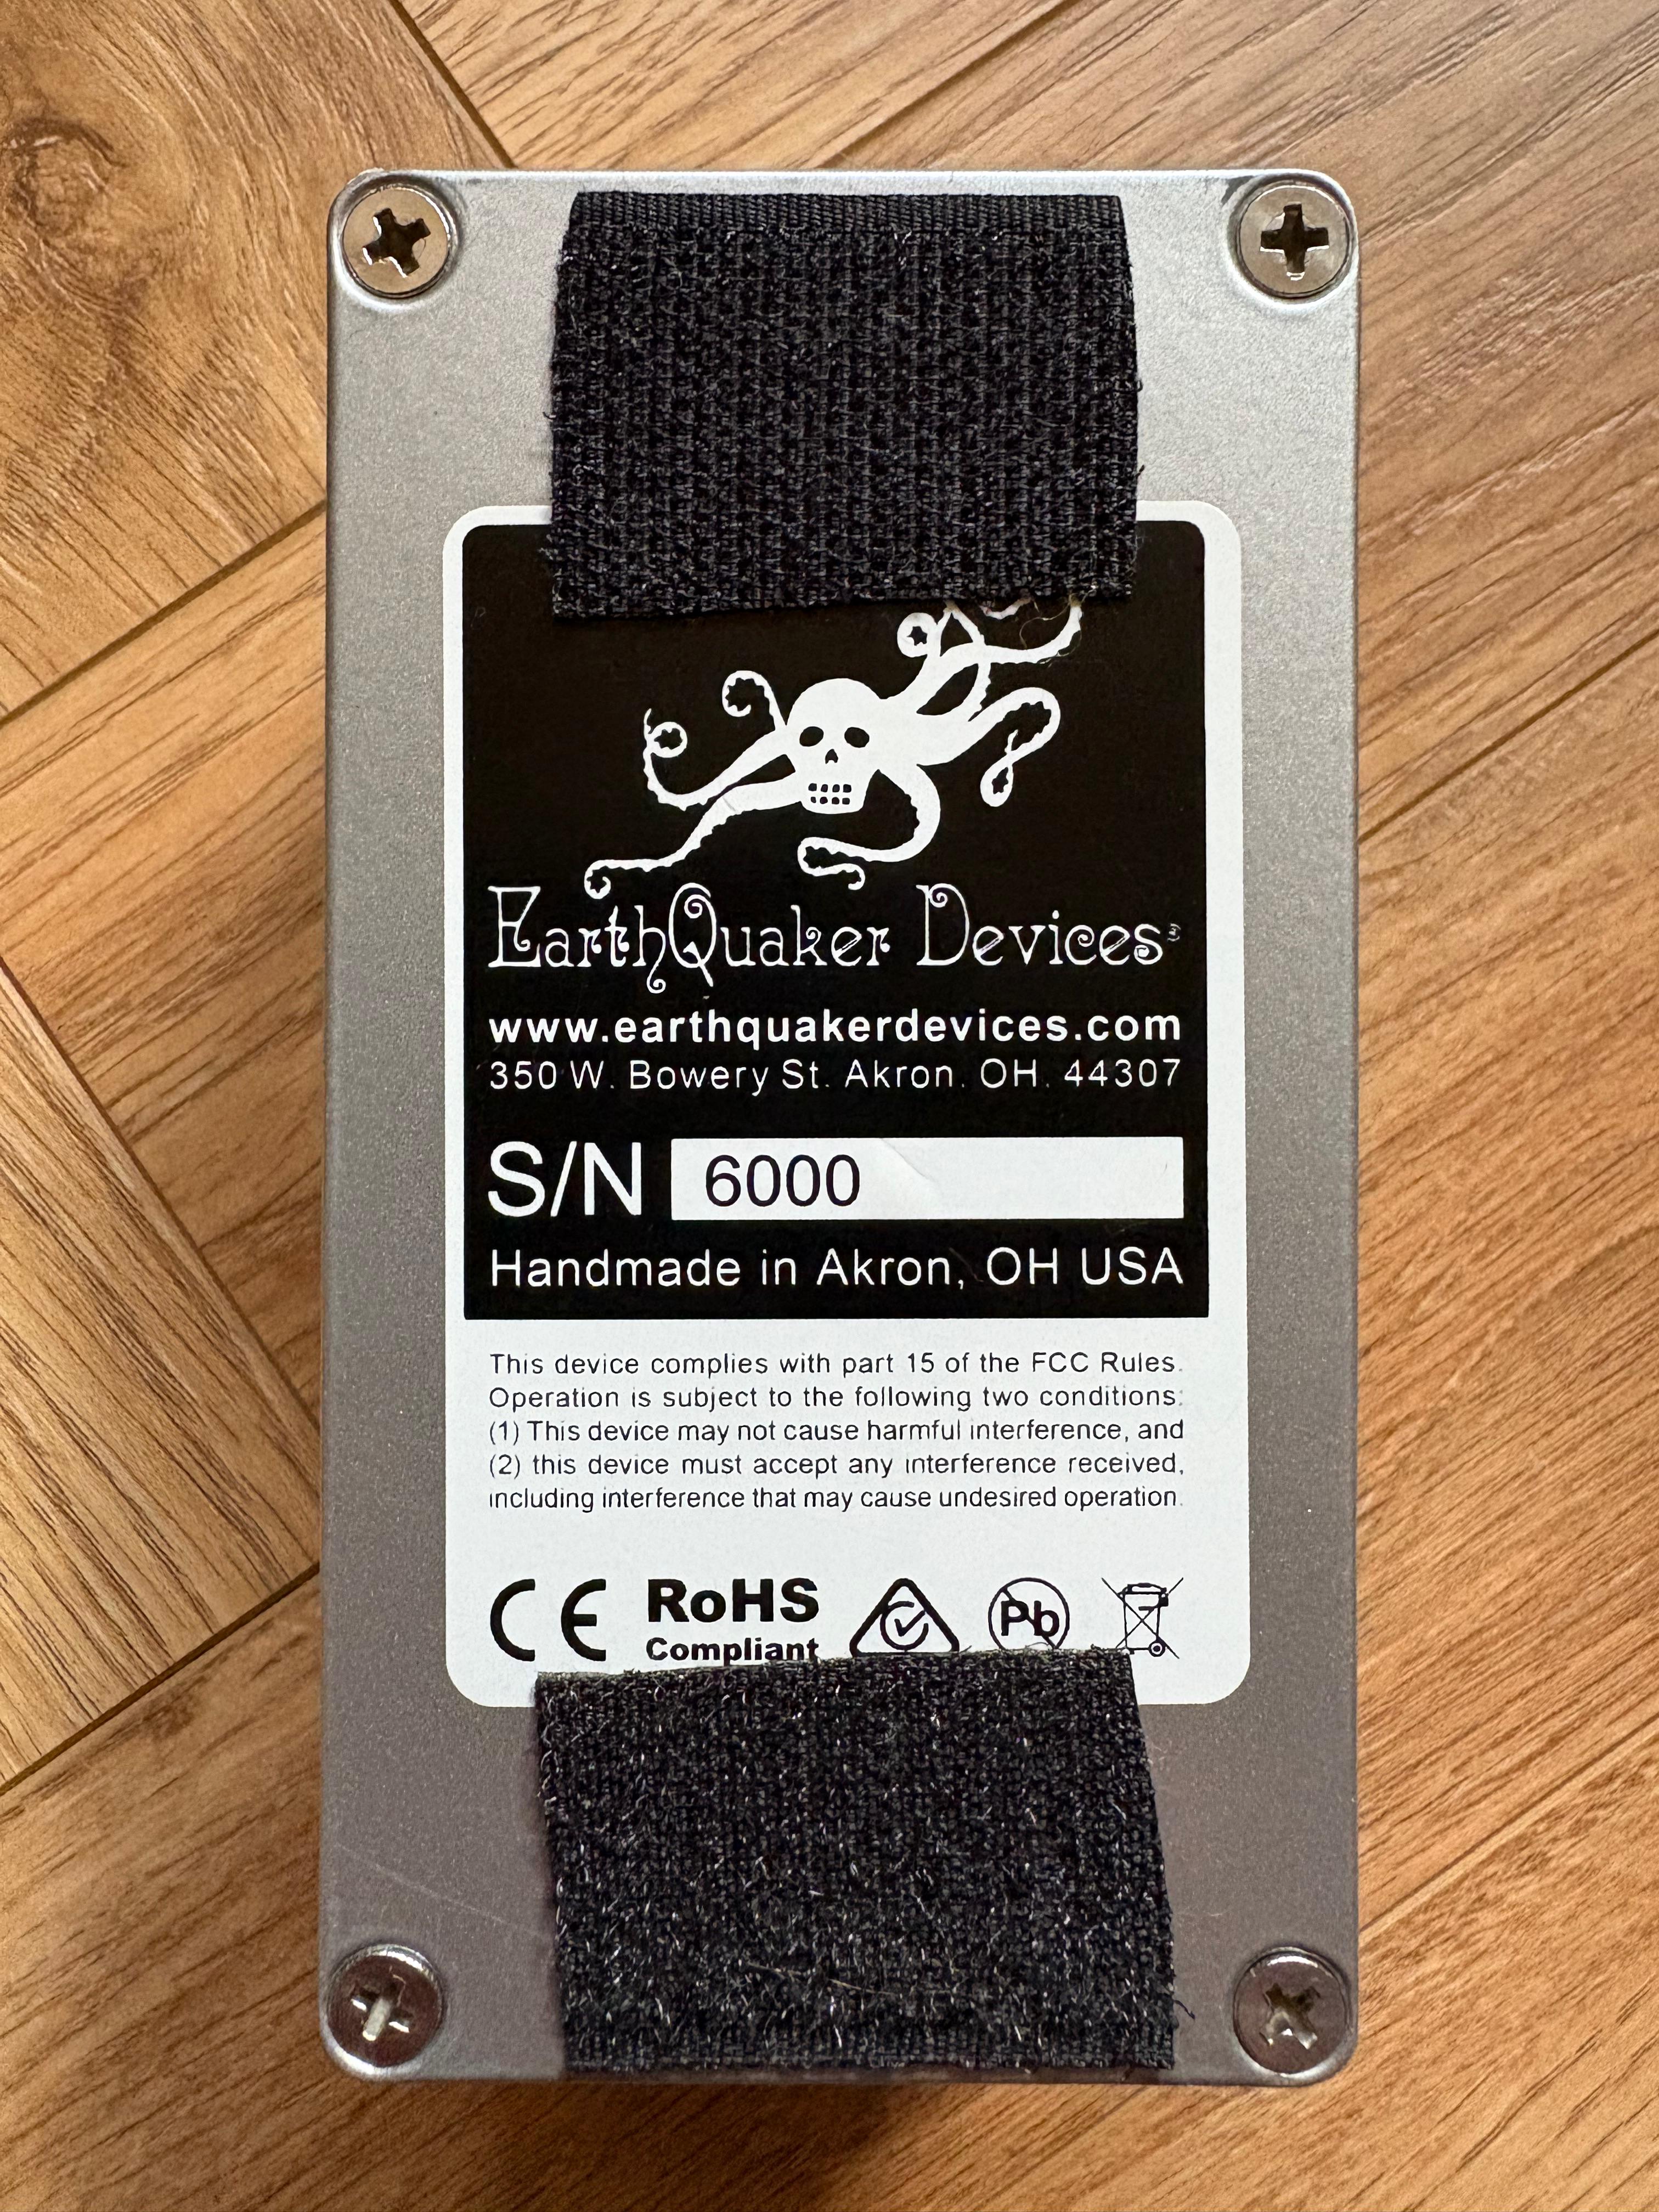 EarthQuaker Devices
www.earthquakerdevices.com
350 W. Bowery St. Akron, OH. 44307
S/N 6000
Handmade in Akron, OH USA
This device complies with part 15 of the FCC Rules.
Operation is subject to the following two conditions:
(1) This device may not cause harmful interference, and
(2) this device must accept any interference received,
including interference that may cause undesired operation.
CE RoHS Pb
Compliant